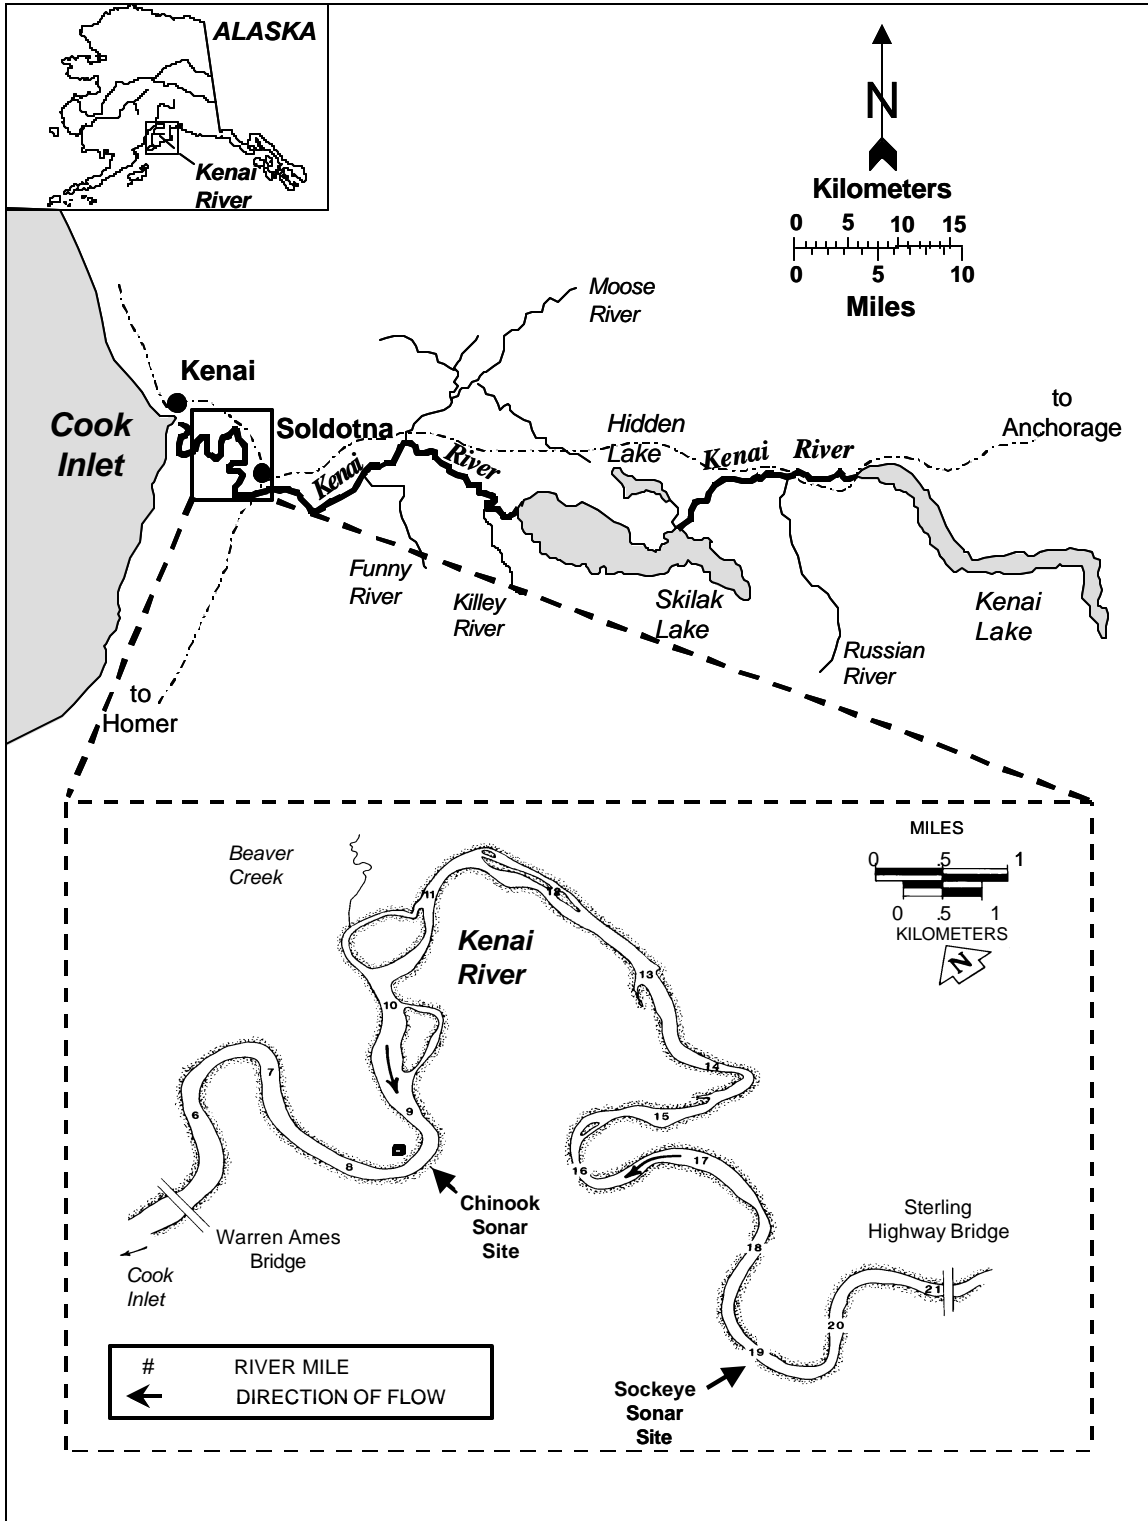 ALASKA
Kenai
River
N
Kilometers
0 5 10 15
0 5 10
Miles
Moose
River
Kenai
Cook
Inlet
Soldotna
Hidden
Lake
to
Anchorage
Kenai River
Kenai River
Funny
River
Killey
River
Skilak
Lake
Kenai
Lake
Russian
River
to
Homer
MILES
0 .5 1
0 .5 1
KILOMETERS
N
Beaver
Creek
Kenai
River
11
12
13
10
14
9
15
7
6
8
16
17
Chinook
Sonar
Site
Warren Ames
Bridge
Cook
Inlet
Sterling
Highway Bridge
18
21
20
19
Sockeye
Sonar
Site
# RIVER MILE
DIRECTION OF FLOW